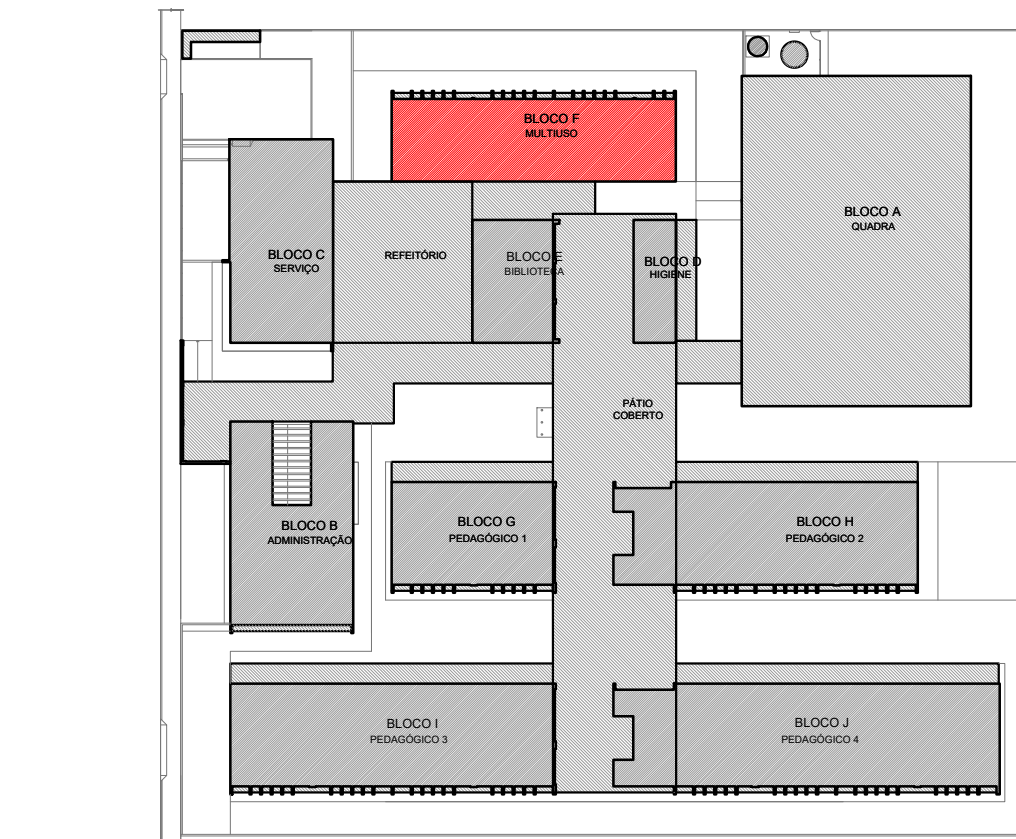 BLOCO F
MULTIUSO
BLOCO A
QUADRA
BLOCO C
SERVIÇO
REFEITÓRIO
BLOCO E
BIBLIOTECA
BLOCO D
HIGIENE
PÁTIO
COBERTO
BLOCO B
ADMINISTRAÇÃO
BLOCO G
PEDAGÓGICO 1
BLOCO H
PEDAGÓGICO 2
BLOCO I
PEDAGÓGICO 3
BLOCO J
PEDAGÓGICO 4